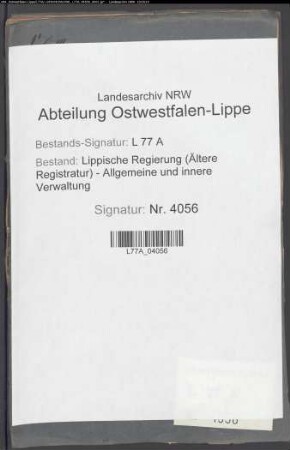 Landesarchiv NRW
Abteilung Ostwestfalen-Lippe
Bestands-Signatur: L 77 A
Bestand: Lippische Regierung (Ältere
Registratur) - Allgemeine und innere
Verwaltung
Signatur: Nr. 4056
L77A_04056